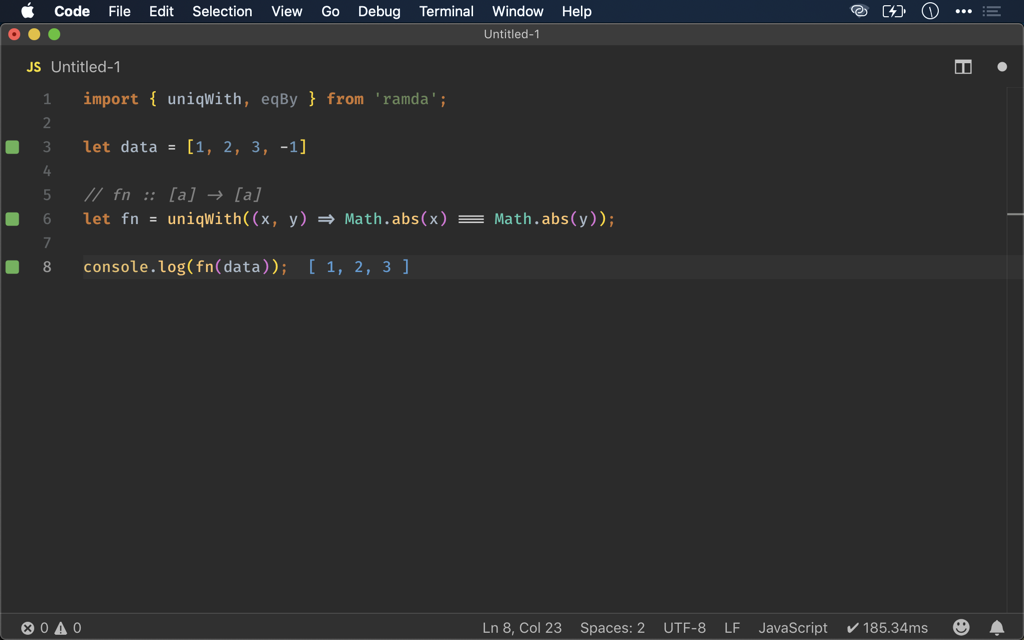 Code File Edit Selection View Go Debug Terminal Window Help
Untitled-1
JS Untitled-1
1 import { uniqWith, eqBy } from 'ramda';
2
3 let data = [1, 2, 3, -1]
4
5 // fn :: [a] -> [a]
6 let fn = uniqWith((x, y) => Math.abs(x) === Math.abs(y));
7
8 console.log(fn(data)); [ 1, 2, 3 ]
0 0 Ln 8, Col 23 Spaces: 2 UTF-8 LF JavaScript ✔ 185.34ms